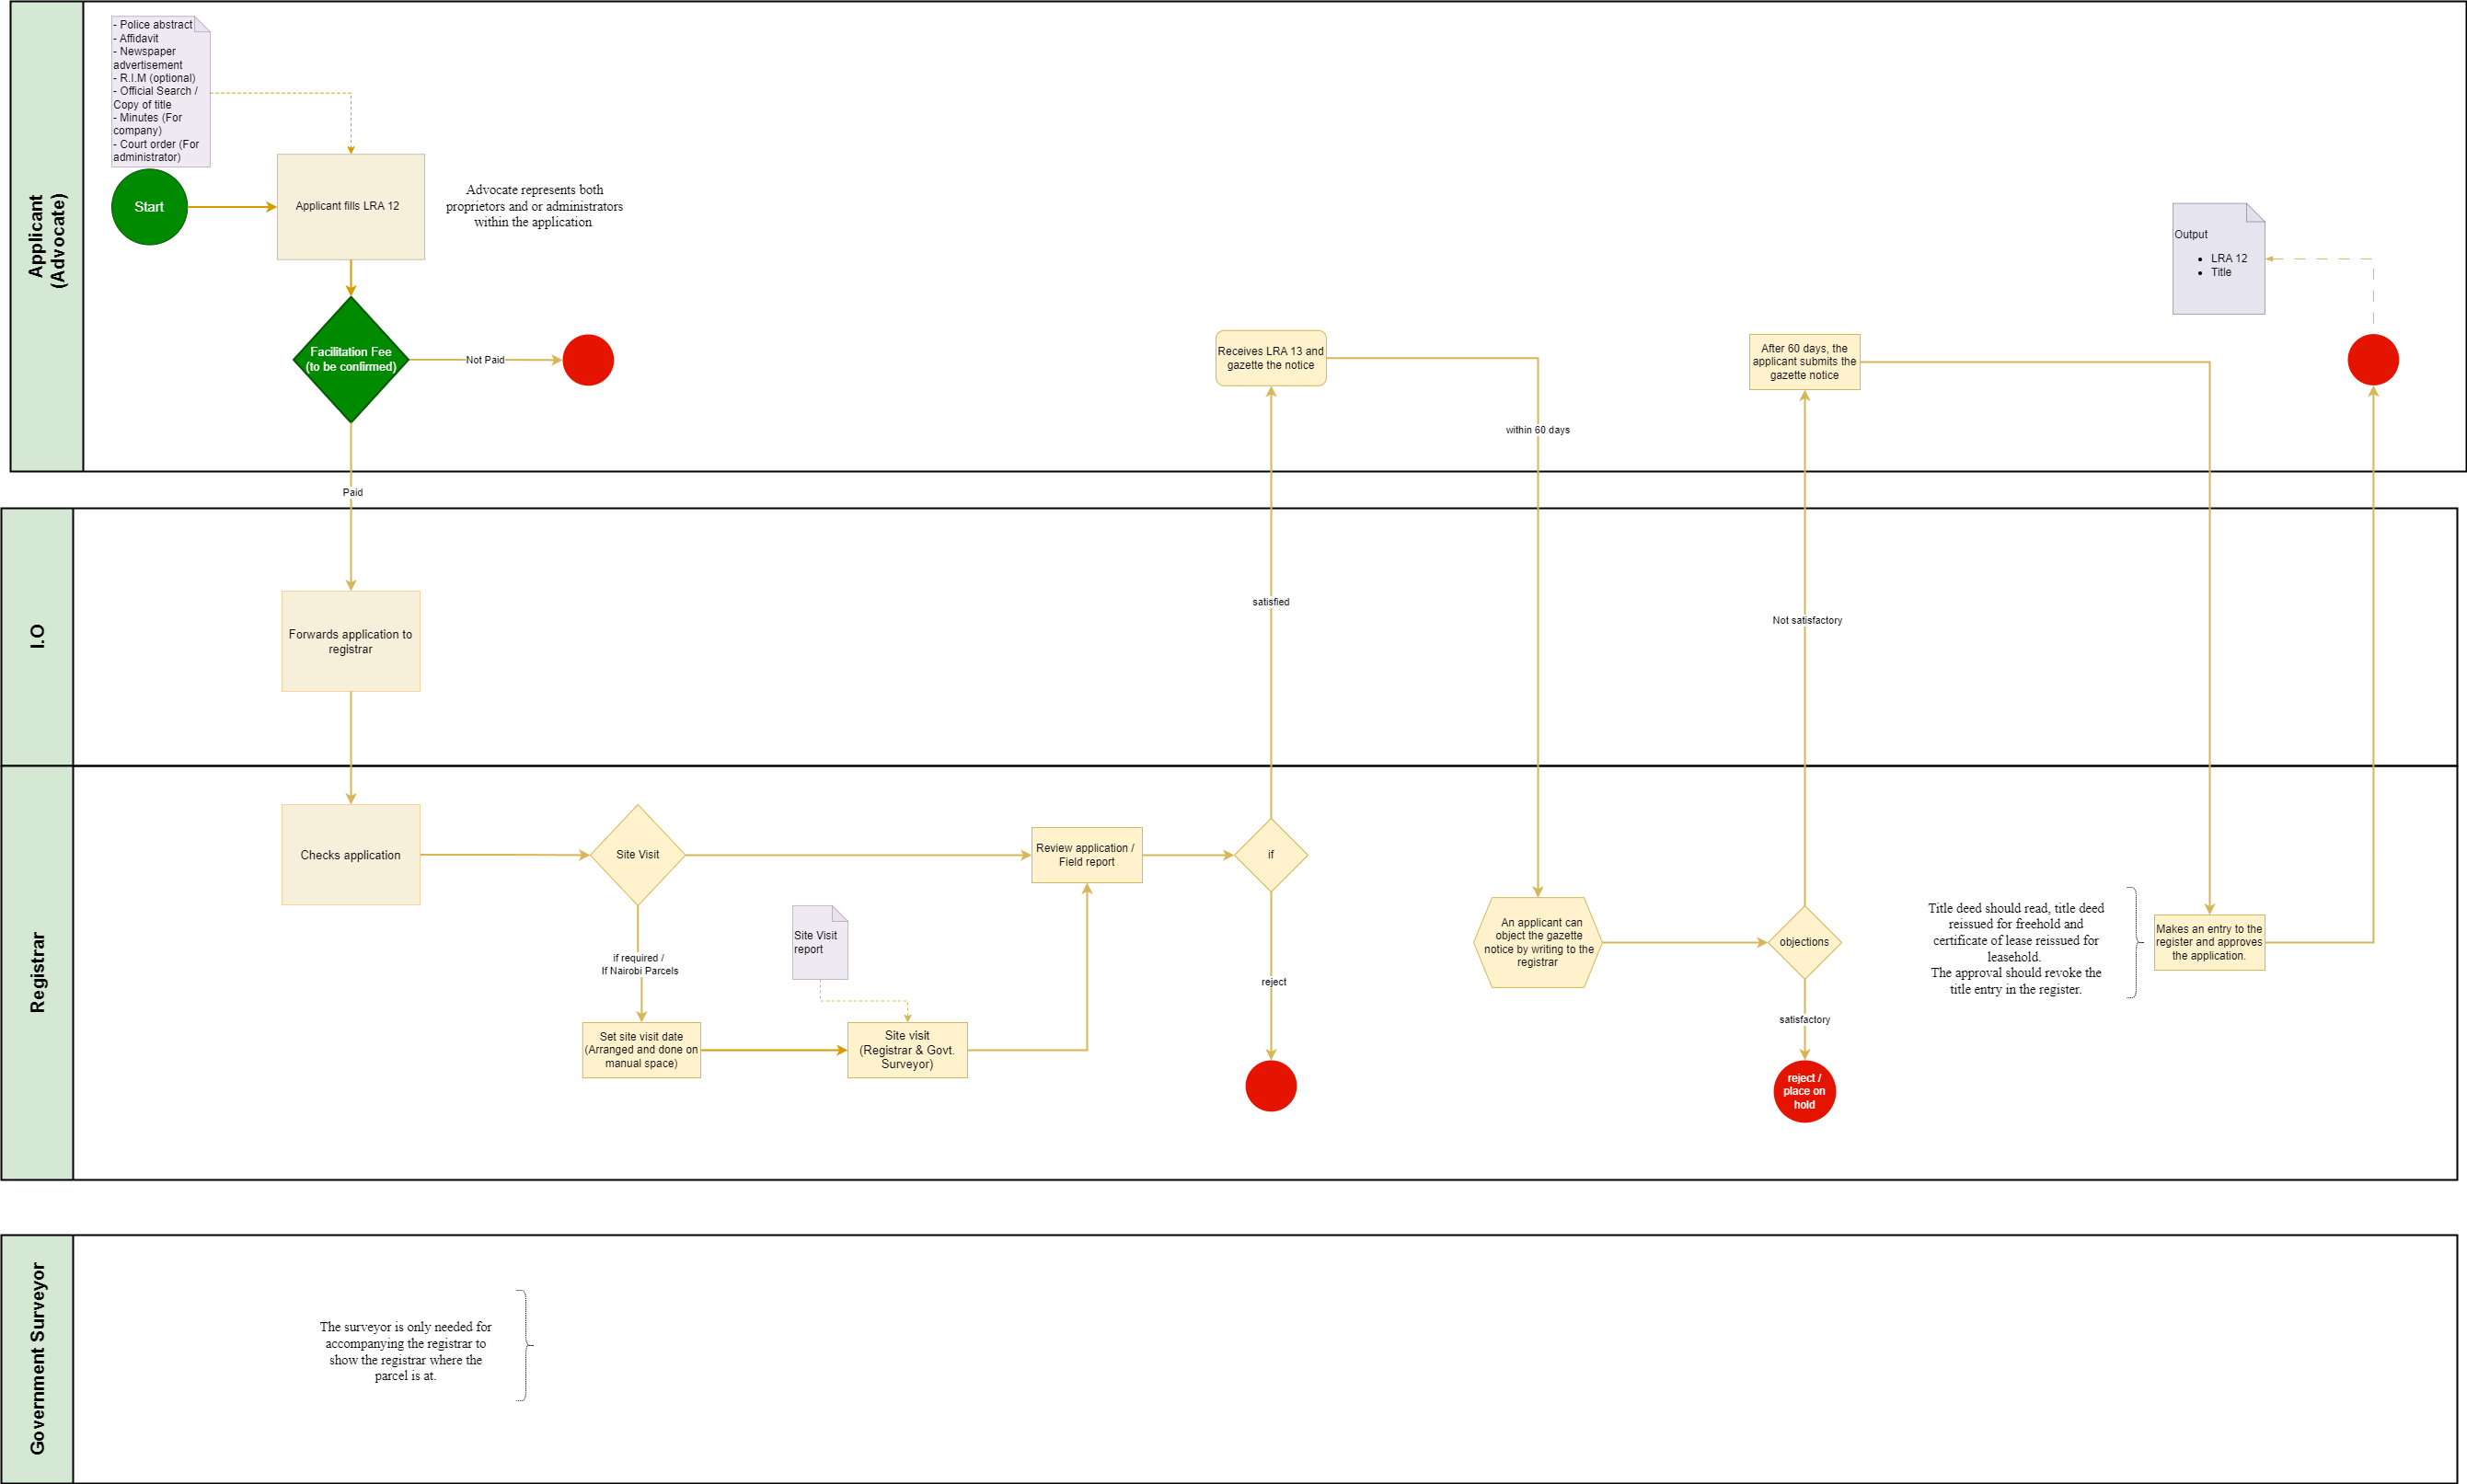 Applicant
(Advocate)
- Police abstract
- Affidavit
- Newspaper
advertisement
- R.I.M (optional)
- Official Search /
Copy of title
- Minutes (For
company)
- Court order (For
administrator)
Start
Applicant fills LRA 12
Advocate represents both
proprietors and or administrators
within the application
Facilitation Fee
(to be confirmed)
Not Paid
Paid
Receives LRA 13 and
gazette the notice
within 60 days
After 60 days, the
applicant submits the
gazette notice
Output
• LRA 12
• Title
I.O
Forwards application to
registrar
satisfied
Not satisfactory
Registrar
Checks application
Site Visit
if required /
If Nairobi Parcels
Set site visit date
(Arranged and done on
manual space)
Site Visit
report
Site visit
(Registrar & Govt.
Surveyor)
Review application /
Field report
if
reject
An applicant can
object the gazette
notice by writing to the
registrar
objections
satisfactory
reject /
place on
hold
Title deed should read, title deed
reissued for freehold and
certificate of lease reissued for
leasehold.
The approval should revoke the
title entry in the register.
Makes an entry to the
register and approves
the application.
Government Surveyor
The surveyor is only needed for
accompanying the registrar to
show the registrar where the
parcel is at.